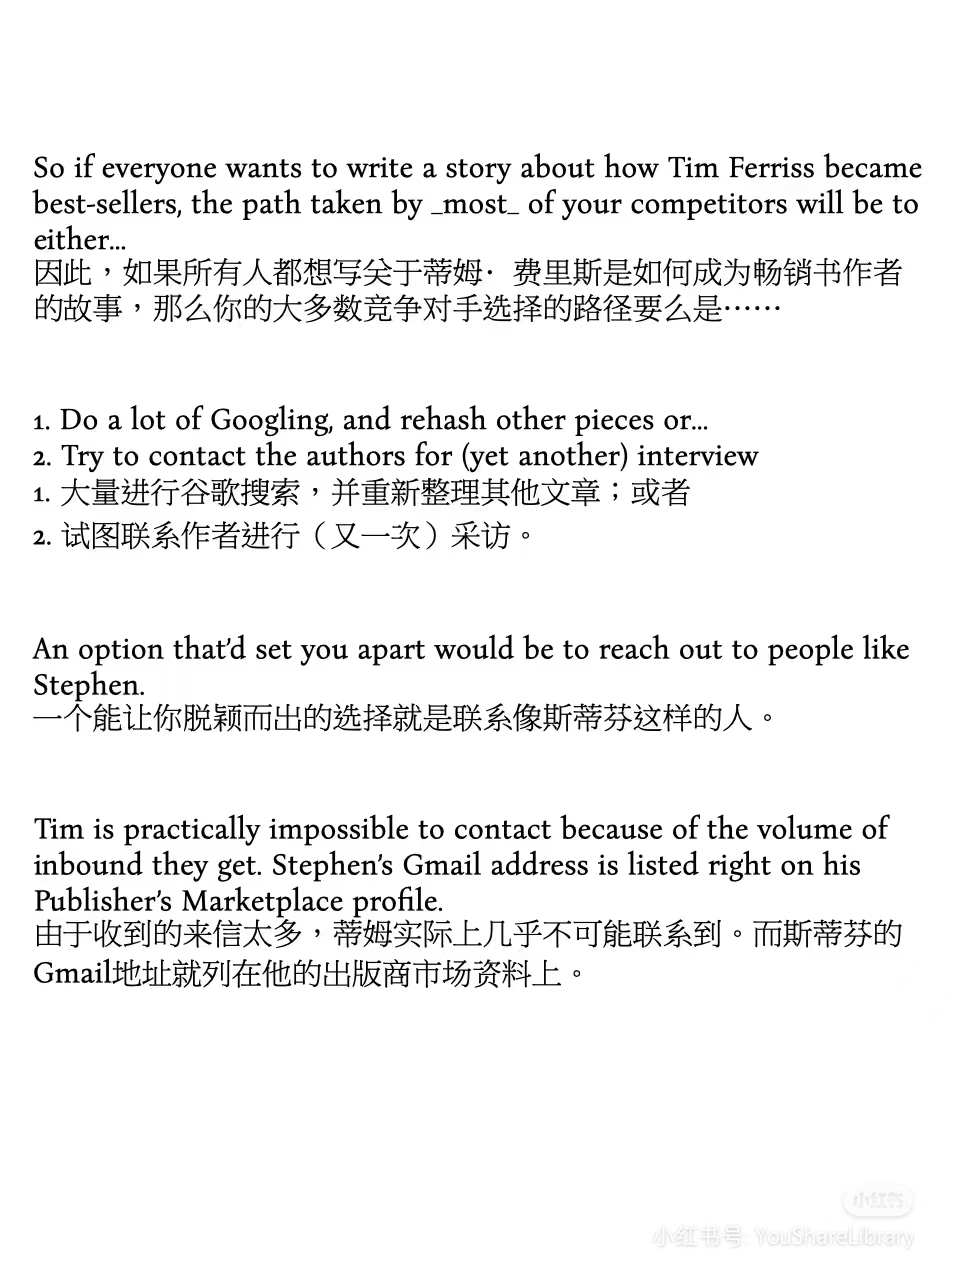 So if everyone wants to write a story about how Tim Ferriss became
best-sellers, the path taken by _most_ of your competitors will be to
either...
因此，如果所有人都想写关于蒂姆·费里斯是如何成为畅销书作者
的故事，那么你的大多数竞争对手选择的路径要么是……
1. Do a lot of Googling, and rehash other pieces or...
2. Try to contact the authors for (yet another) interview
1. 大量进行谷歌搜索，并重新整理其他文章；或者
2. 试图联系作者进行（又一次）采访。
An option that'd set you apart would be to reach out to people like
Stephen.
一个能让你脱颖而出的选择就是联系像斯蒂芬这样的人。
Tim is practically impossible to contact because of the volume of
inbound they get. Stephen's Gmail address is listed right on his
Publisher's Marketplace profile.
由于收到的来信太多，蒂姆实际上几乎不可能联系到。而斯蒂芬的
Gmail地址就列在他的出版商市场资料上。
小红书
小红书号: YouShareLibrary